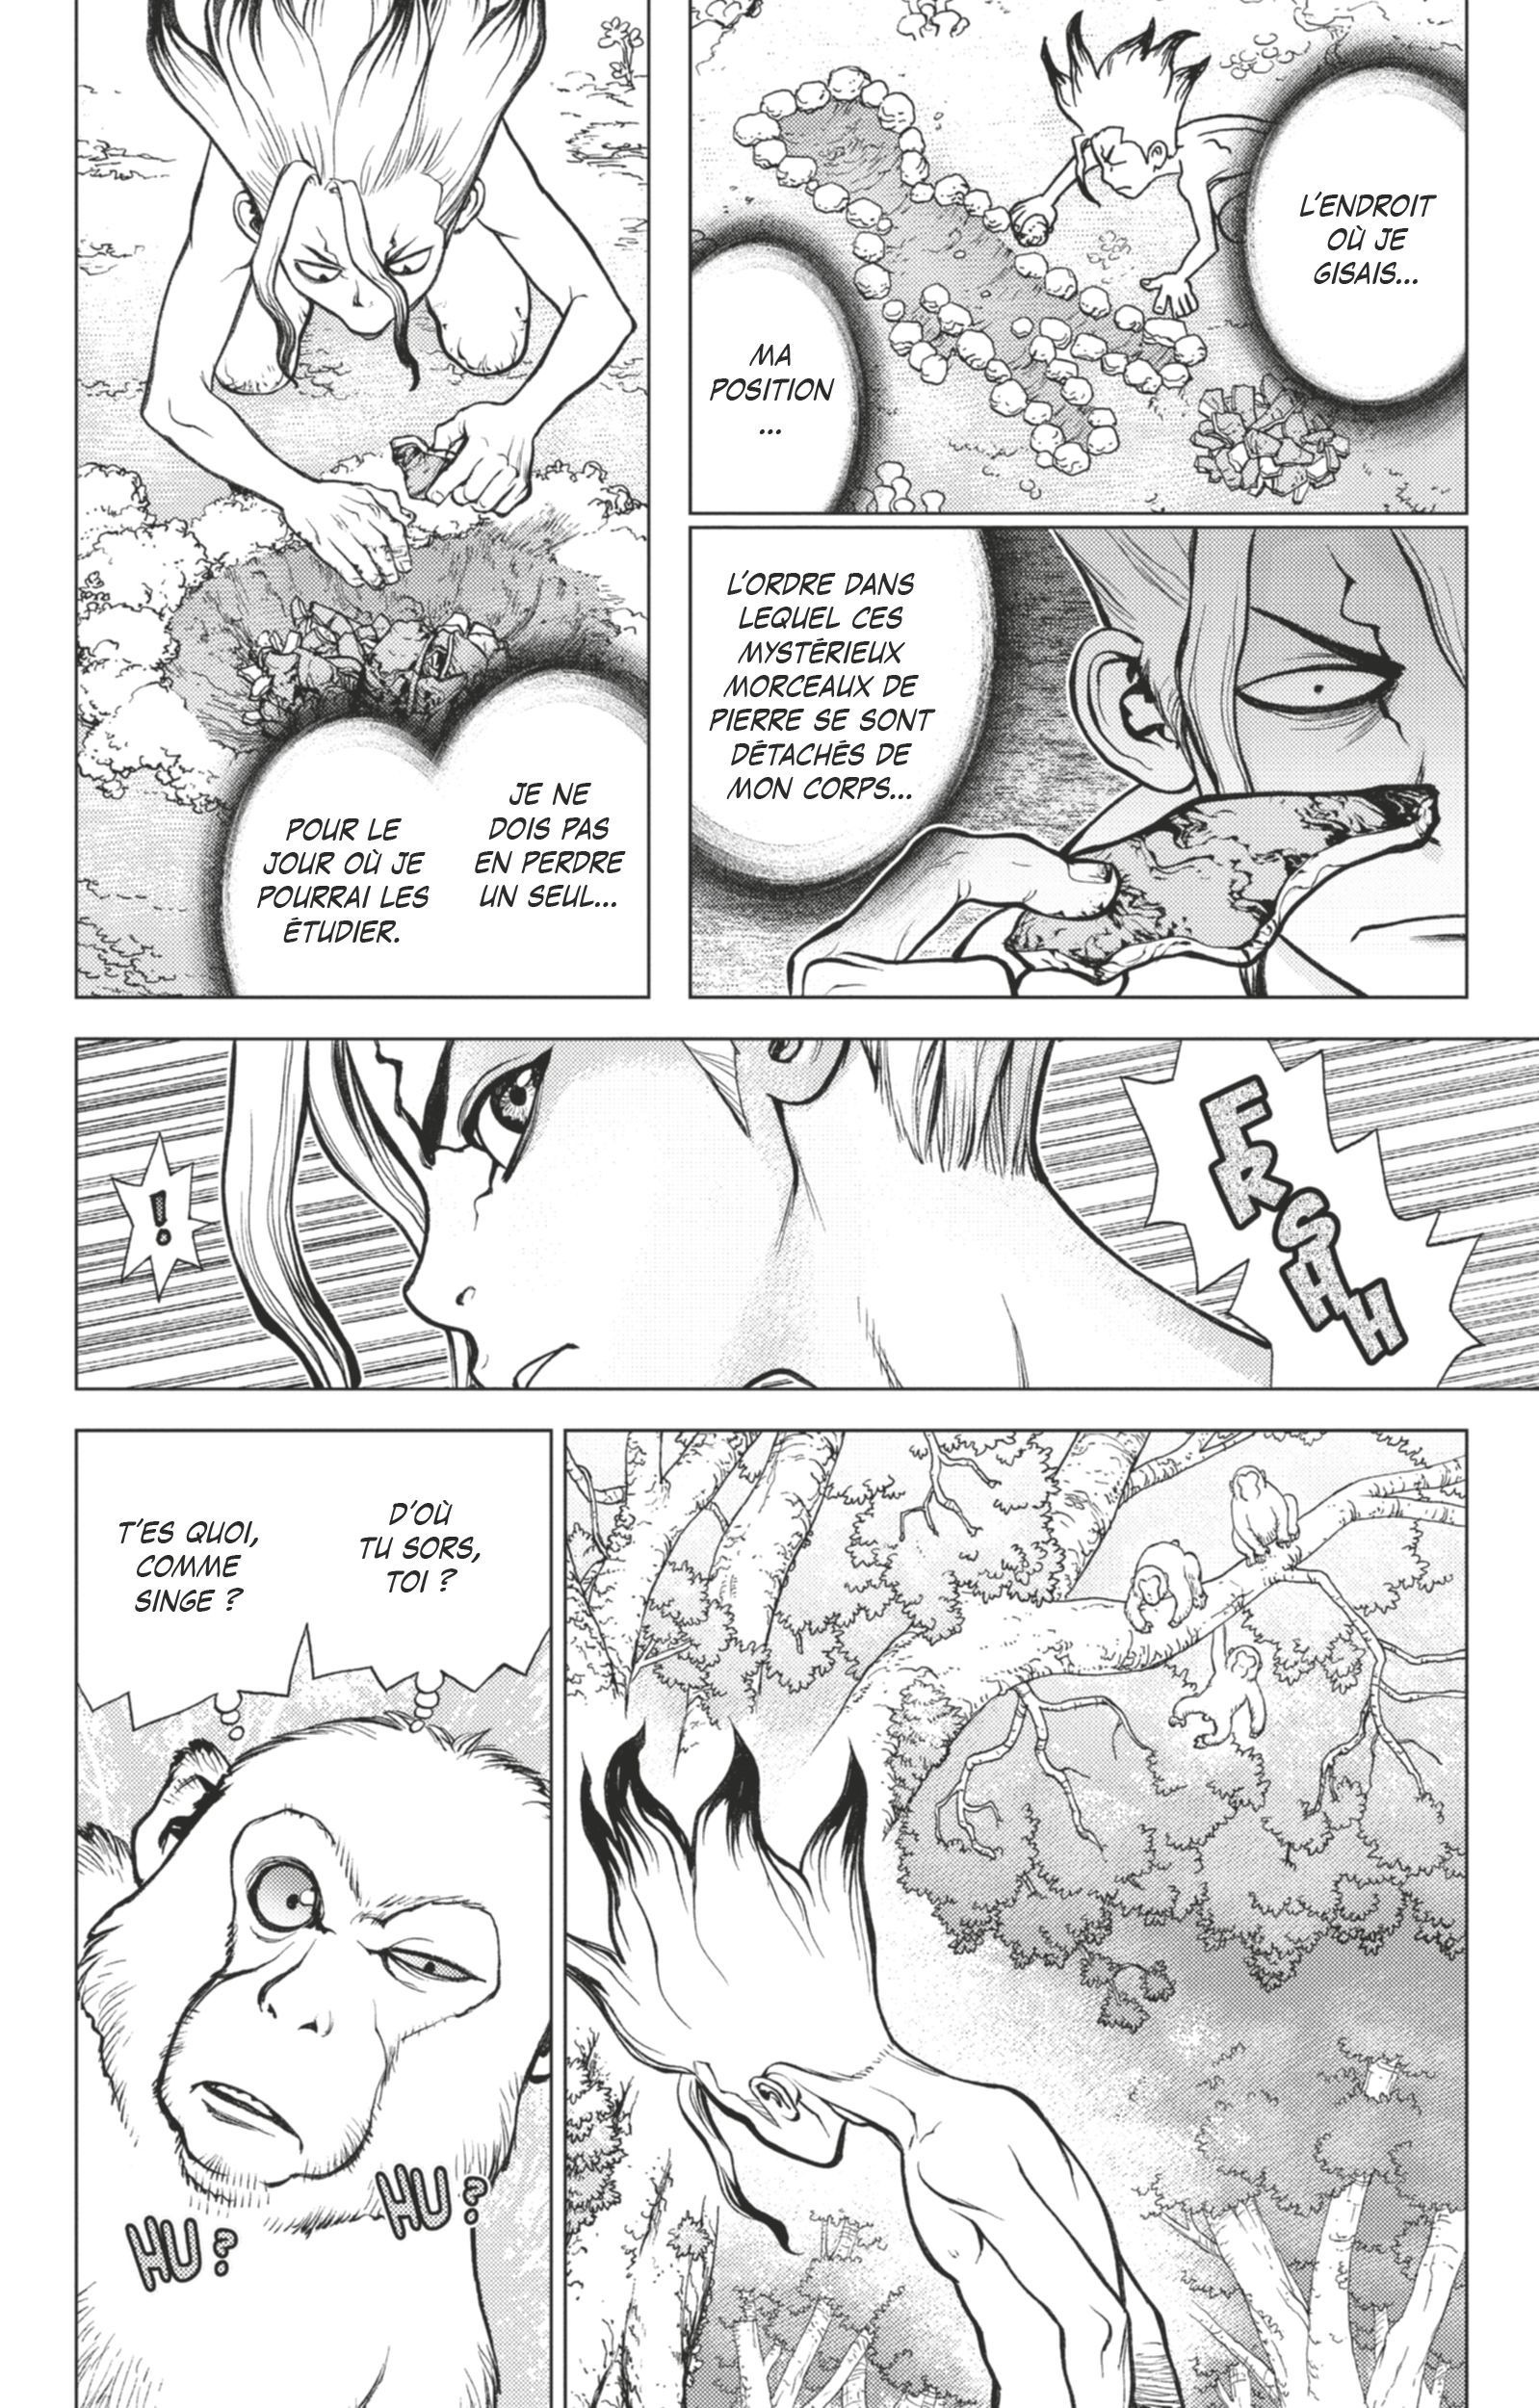 L'ENDROIT
OÙ JE
GISAIS...
MA
POSITION
...
L'ORDRE DANS
LEQUEL CES
MYSTÉRIEUX
MORCEAUX DE
PIERRE SE SONT
DÉTACHÉS DE
MON CORPS...
JE NE
DOIS PAS
EN PERDRE
UN SEUL...
POUR LE
JOUR OÙ JE
POURRAI LES
ÉTUDIER.
FRSAH
!
D'OÙ
TU SORS,
TOI ?
T'ES QUOI,
COMME
SINGE ?
HU ?
HU ?